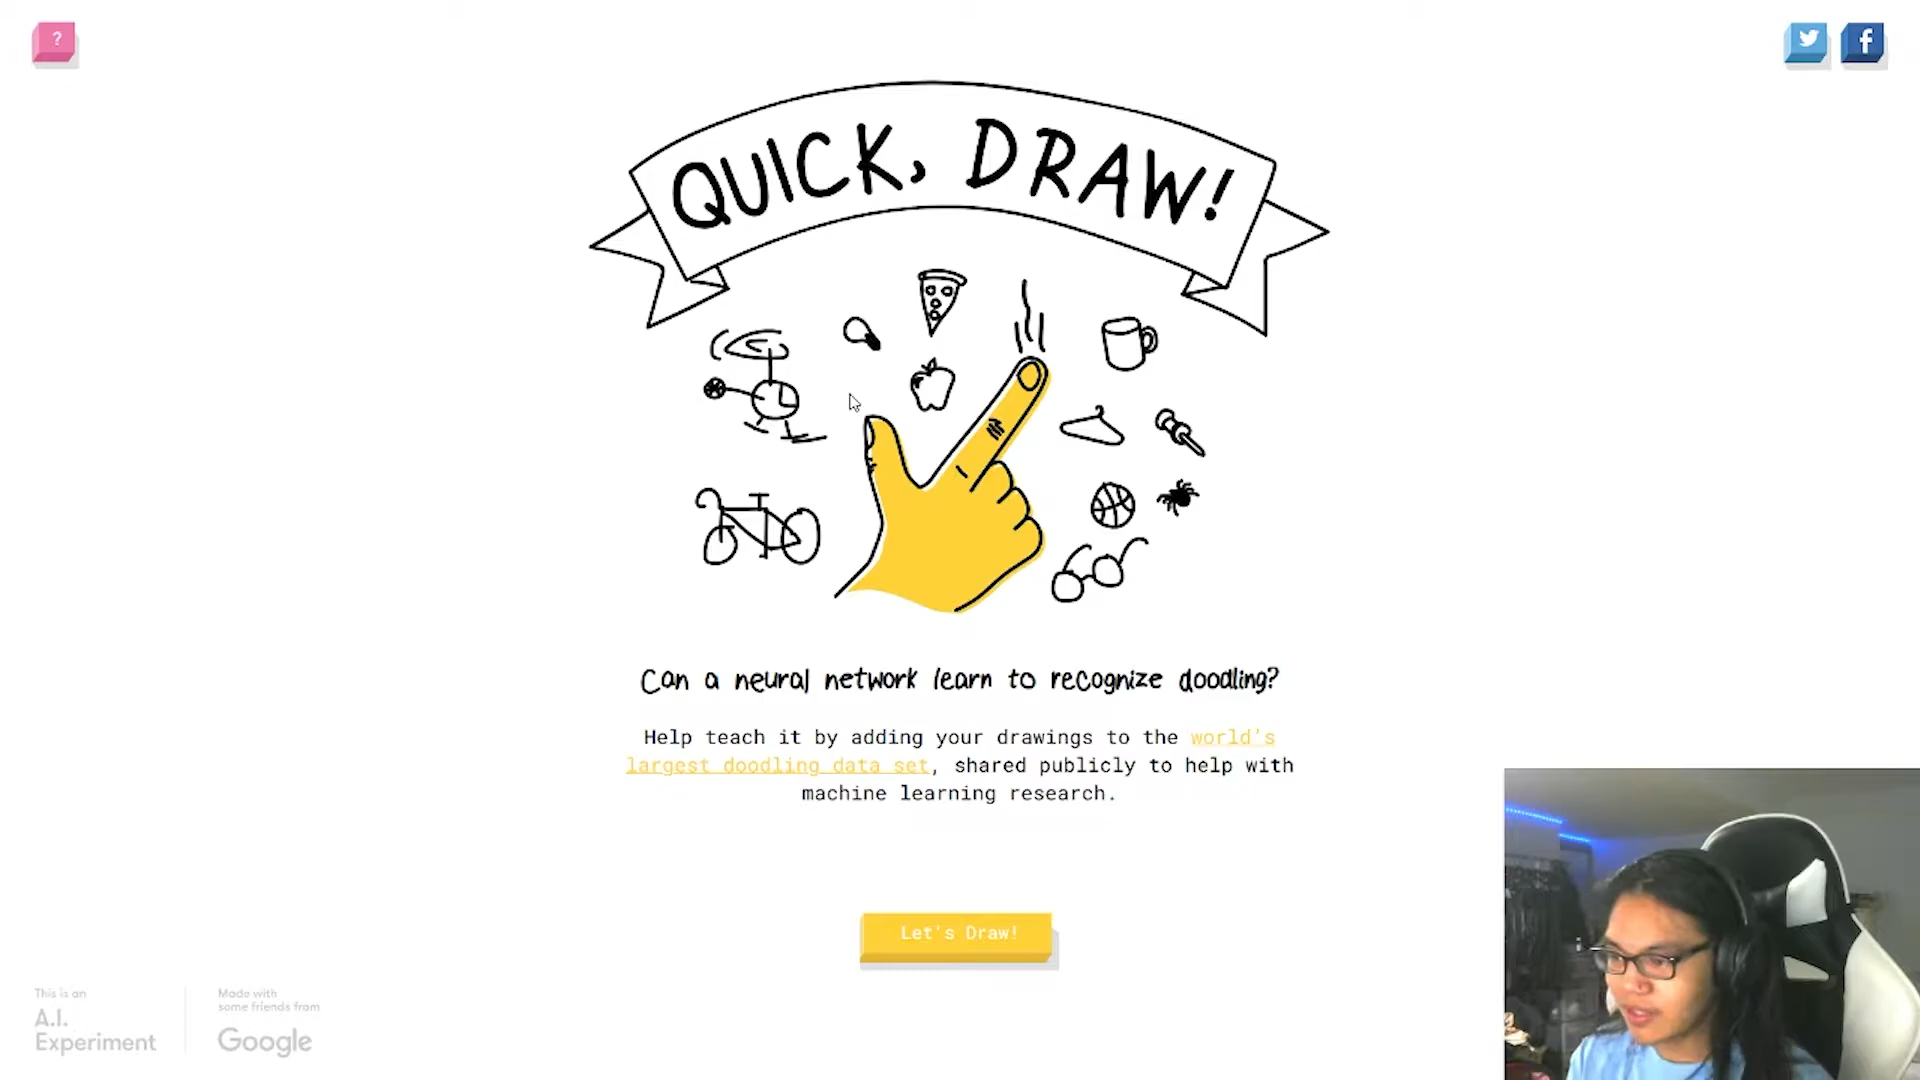 ?
QUICK, DRAW!
Can a neural network learn to recognize doodling?
Help teach it by adding your drawings to the world's
largest doodling data set, shared publicly to help with
machine learning research.
Let's Draw!
This is an
A.I.
Experiment
Made with
some friends from
Google